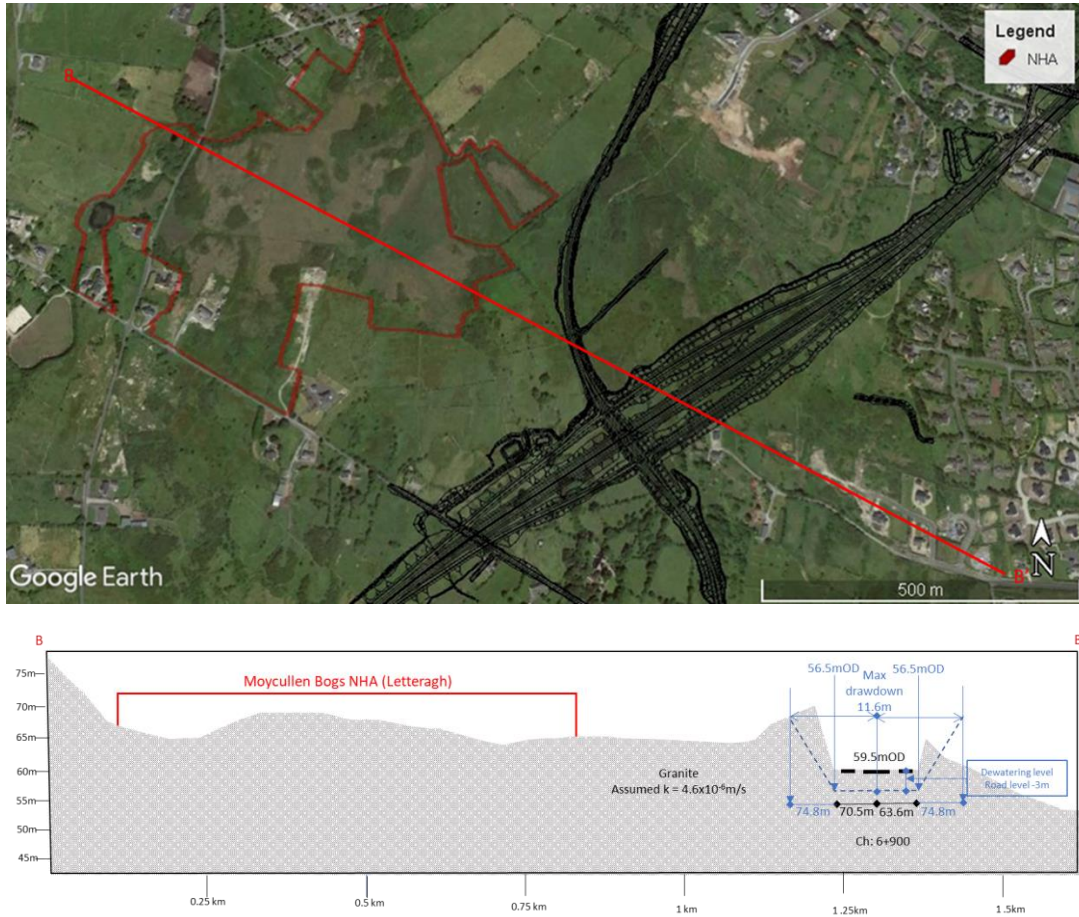 Legend
NHA
B
B'
N
Google Earth
500 m
B
B
75m
70m
65m
60m
55m
50m
45m
Moycullen Bogs NHA (Letteragh)
56.5mOD
56.5mOD
Max
drawdown
11.6m
59.5mOD
Granite
Assumed k = 4.6x10⁻⁶m/s
Dewatering level
Road level -3m
74.8m
70.5m
63.6m
74.8m
Ch: 6+900
0.25 km
0.5 km
0.75 km
1 km
1.25km
1.5km